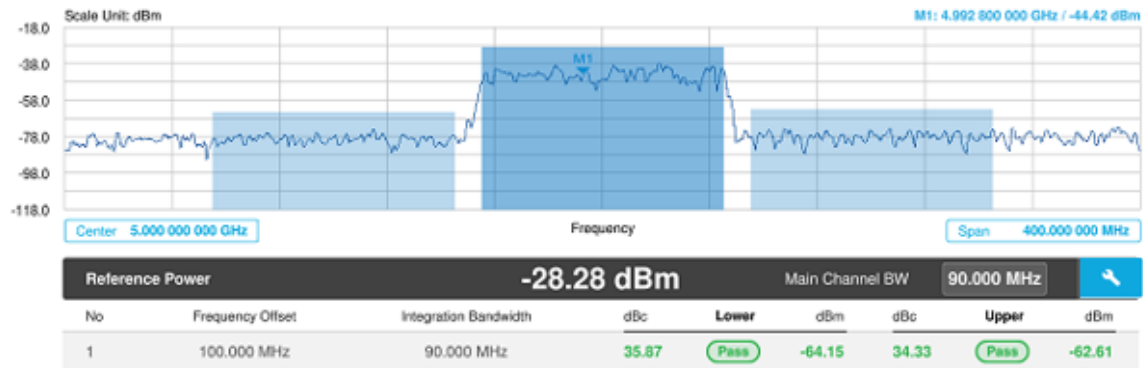 Scale Unit: dBm
M1: 4.992 800 000 GHz / -44.42 dBm
-18.0
-38.0
M1
-58.0
-78.0
-98.0
-118.0
Center 5.000 000 000 GHz
Frequency
Span 400.000 000 MHz
Reference Power -28.28 dBm Main Channel BW 90.000 MHz
No Frequency Offset Integration Bandwidth dBc Lower dBm dBc Upper dBm
1 100.000 MHz 90.000 MHz 35.87 Pass -64.15 34.33 Pass -62.61